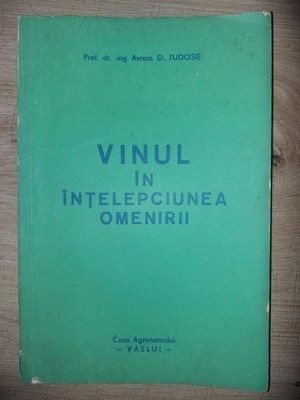 Prof. dr. ing Avram D. TUDOSIE
VINUL
ÎN
ÎNȚELEPCIUNEA
OMENIRII
Casa Agronomului
- VASLUI -